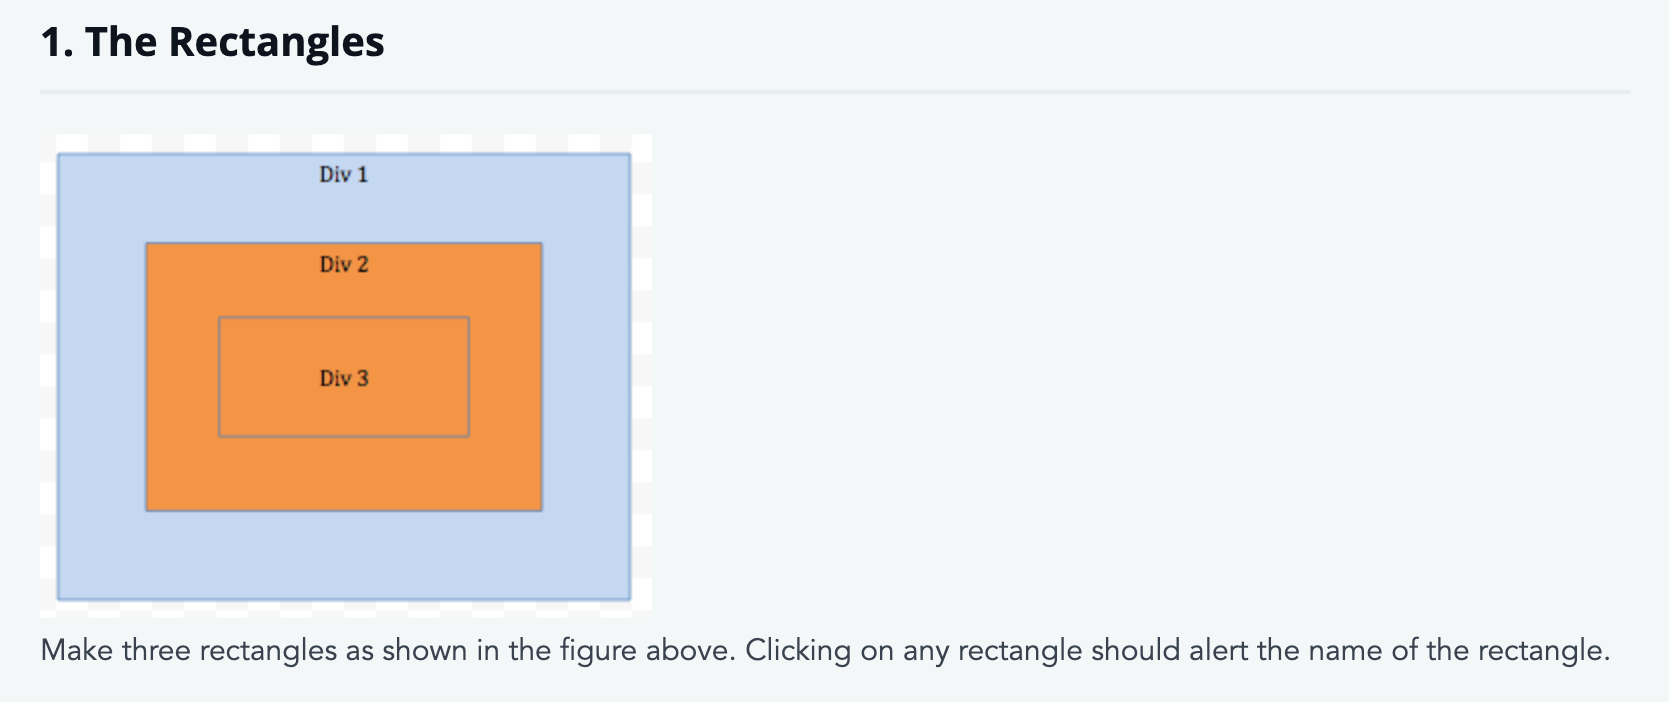 1. The Rectangles
Div 1
Div 2
Div 3
Make three rectangles as shown in the figure above. Clicking on any rectangle should alert the name of the rectangle.